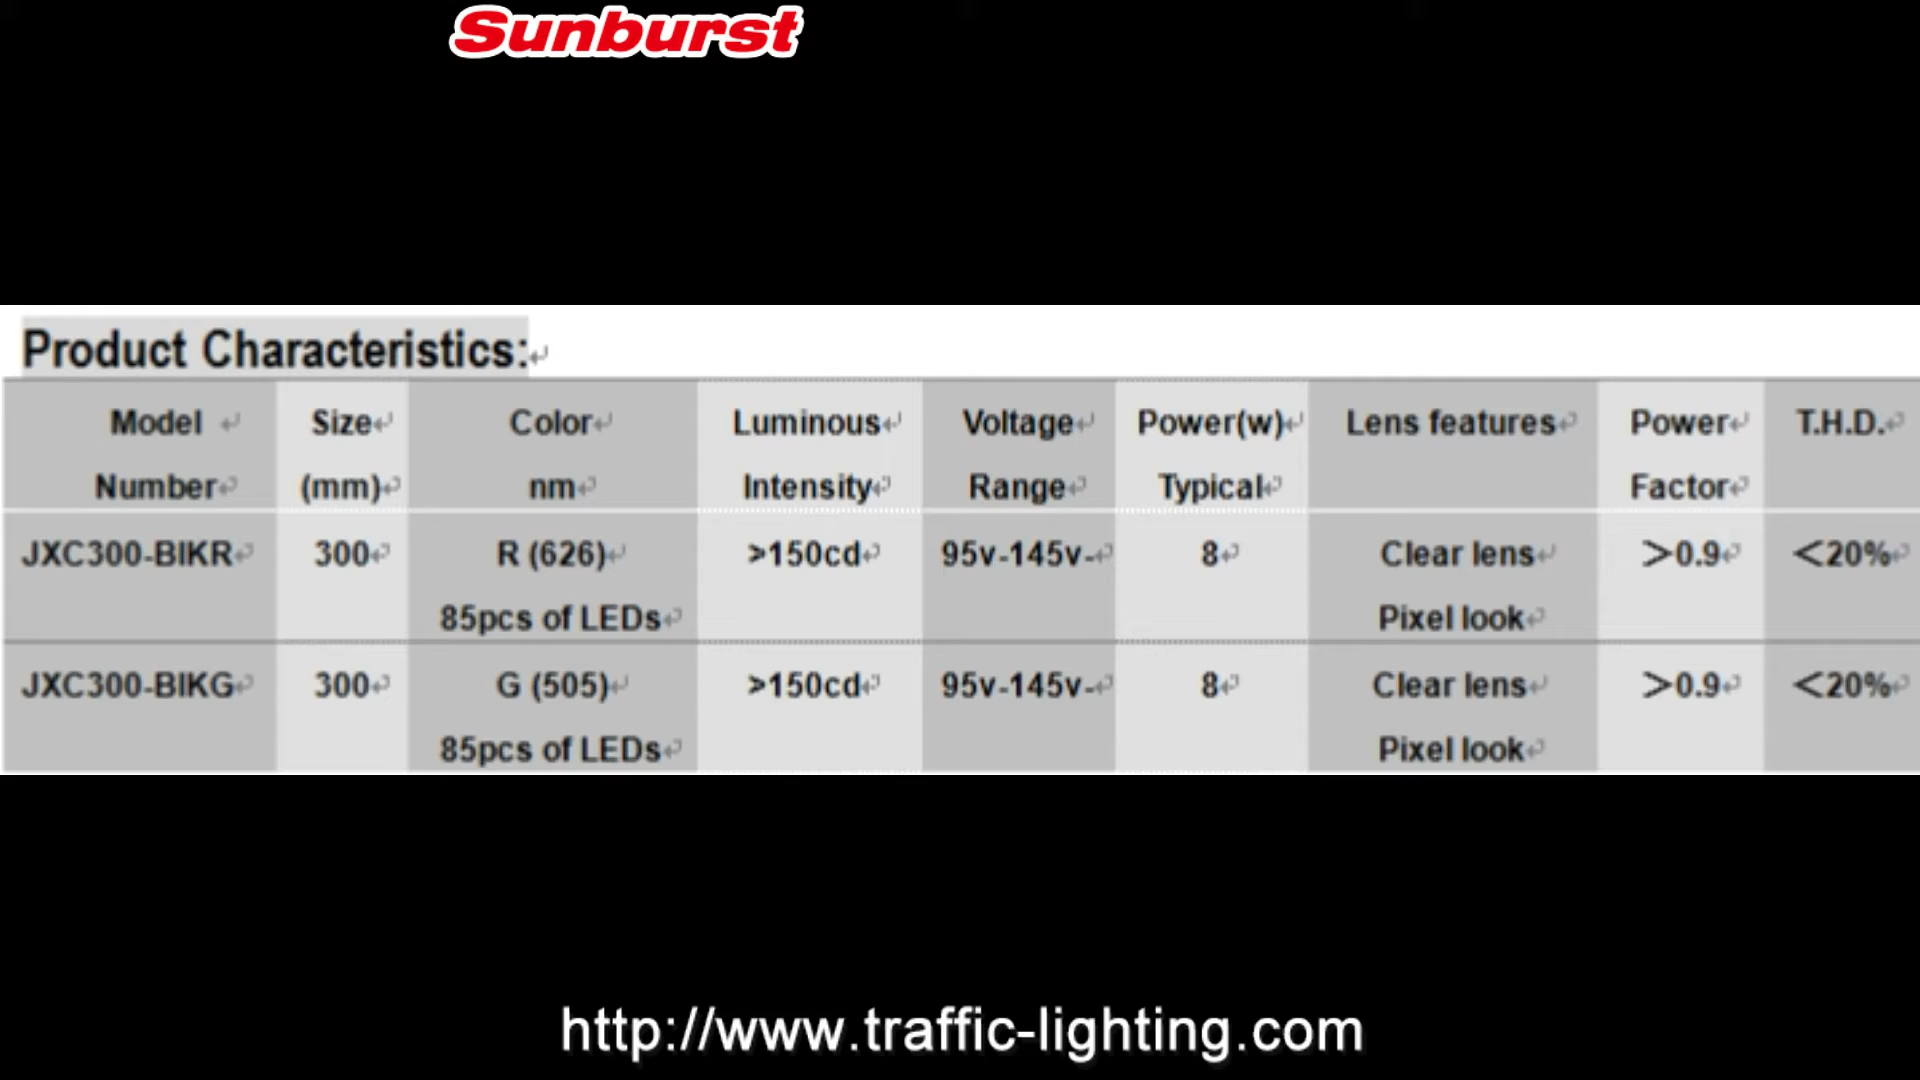 Sunburst
Product Characteristics:
Model Size Color Luminous Voltage Power(w) Lens features Power T.H.D.
Number (mm) nm Intensity Range Typical Factor
JXC300-BIKR 300 R (626) >150cd 95v-145v- 8 Clear lens >0.9 <20%
85pcs of LEDs Pixel look
JXC300-BIKG 300 G (505) >150cd 95v-145v- 8 Clear lens >0.9 <20%
85pcs of LEDs Pixel look
http://www.traffic-lighting.com